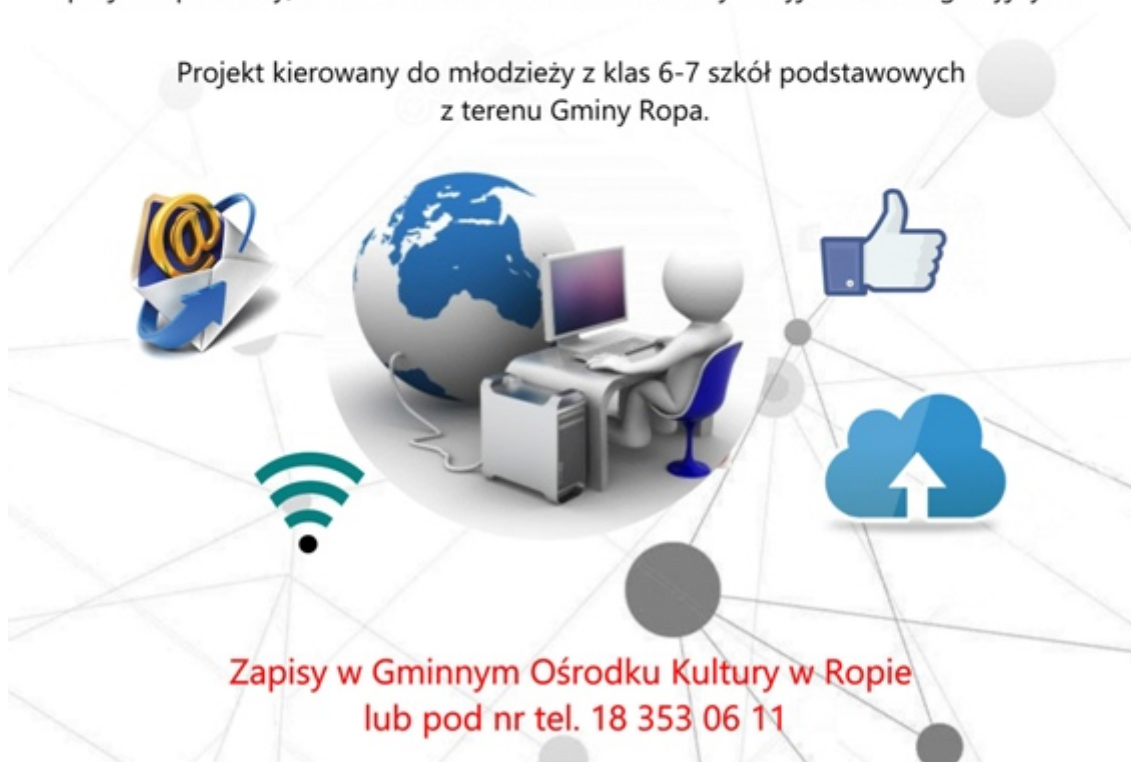 Projekt kierowany do młodzieży z klas 6-7 szkół podstawowych
z terenu Gminy Ropa.
@
Zapisy w Gminnym Ośrodku Kultury w Ropie
lub pod nr tel. 18 353 06 11